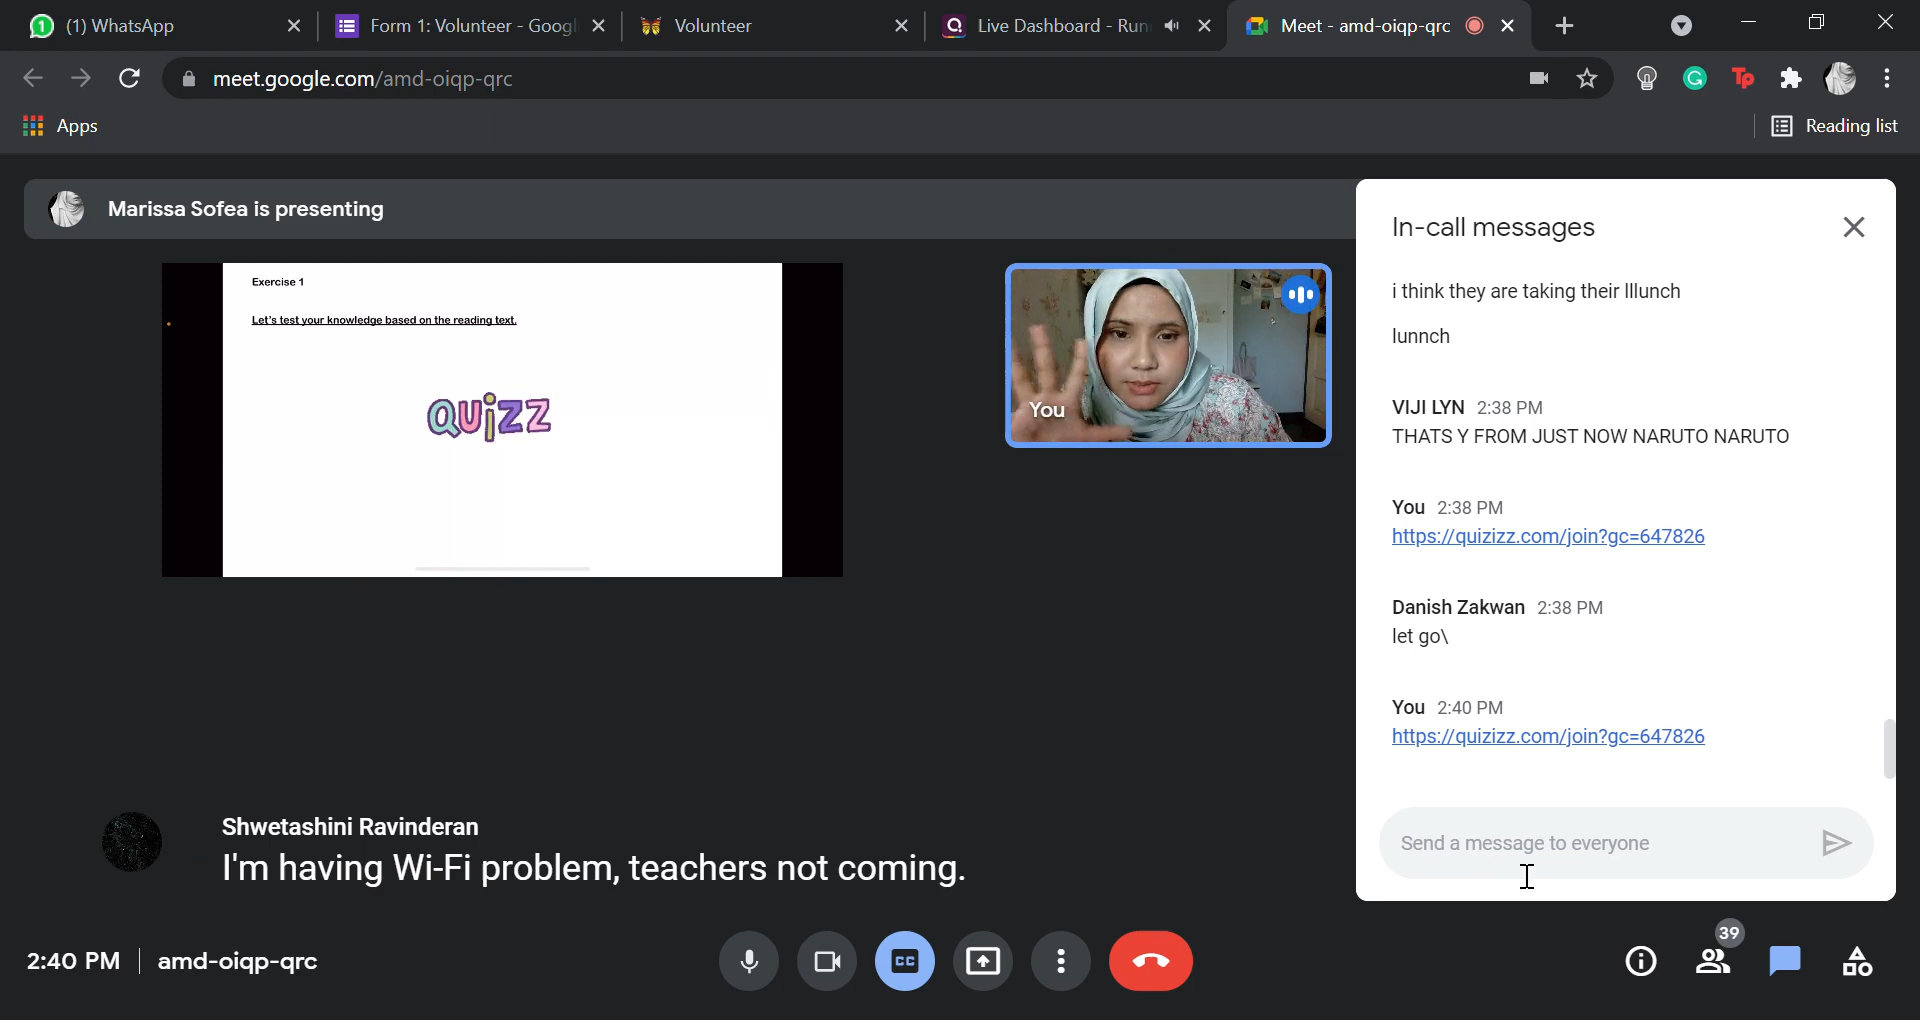 (1) WhatsApp
Form 1: Volunteer - Googl
Volunteer
Live Dashboard - Run
Meet - amd-oiqp-qrc
meet.google.com/amd-oiqp-qrc
Apps
Reading list
Marissa Sofea is presenting
Exercise 1
Let's test your knowledge based on the reading text.
QUiZZ
You
In-call messages
i think they are taking their lllunch
lunnch
VIJI LYN 2:38 PM
THATS Y FROM JUST NOW NARUTO NARUTO
You 2:38 PM
https://quizizz.com/join?gc=647826
Danish Zakwan 2:38 PM
let go\
You 2:40 PM
https://quizizz.com/join?gc=647826
Send a message to everyone
Shwetashini Ravinderan
I'm having Wi-Fi problem, teachers not coming.
2:40 PM | amd-oiqp-qrc
CC
39